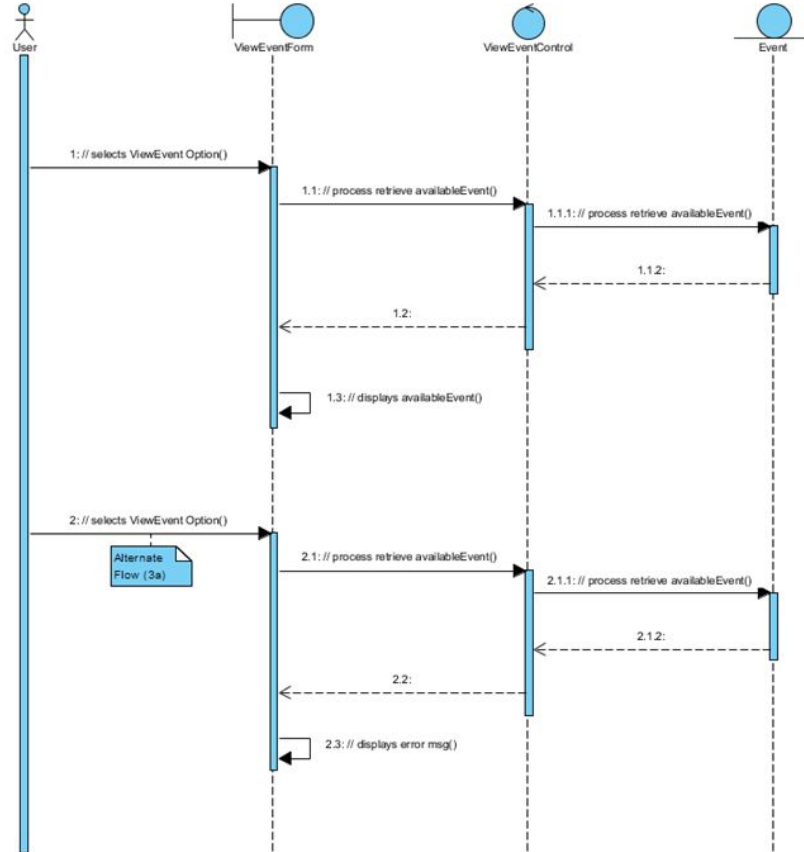 User
ViewEventForm
ViewEventControl
Event
1: // selects ViewEvent Option()
1.1: // process retrieve availableEvent()
1.1.1: // process retrieve availableEvent()
1.1.2:
1.2:
1.3: // displays availableEvent()
2: // selects ViewEvent Option()
Alternate
Flow (3a)
2.1: // process retrieve availableEvent()
2.1.1: // process retrieve availableEvent()
2.1.2:
2.2:
2.3: // displays error msg()